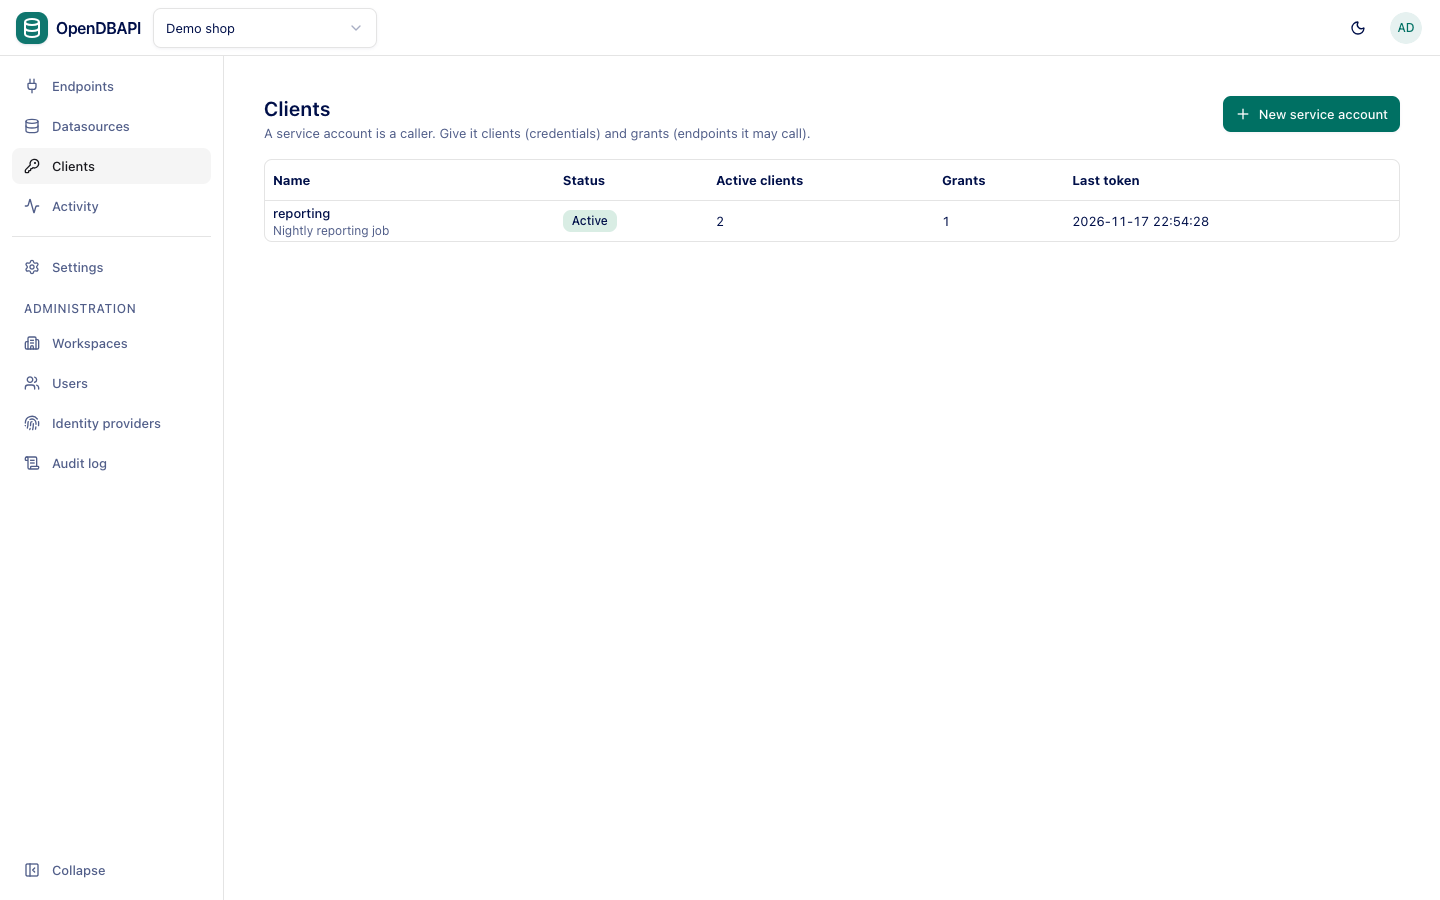 OpenDBAPI
Demo shop
AD
Endpoints
Datasources
Clients
Activity
Settings
ADMINISTRATION
Workspaces
Users
Identity providers
Audit log
Collapse
Clients
A service account is a caller. Give it clients (credentials) and grants (endpoints it may call).
New service account
Name Status Active clients Grants Last token
reporting Active 2 1 2026-11-17 22:54:28
Nightly reporting job